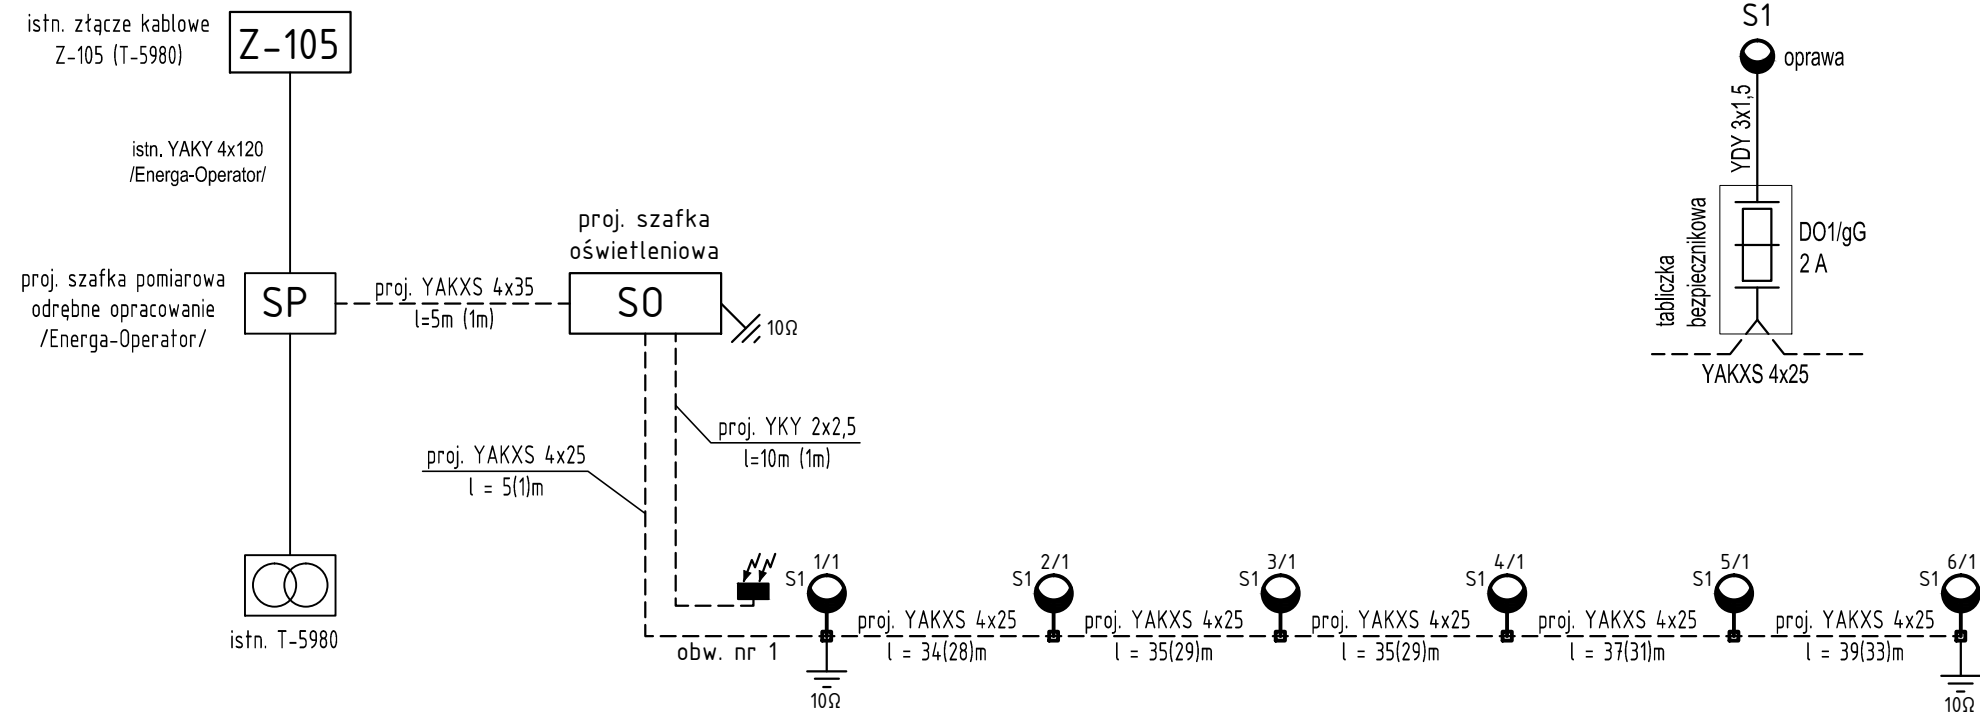 istn. złącze kablowe
Z-105 (T-5980)
Z-105
istn. YAKY 4x120
/Energa-Operator/
proj. szafka pomiarowa
odrębne opracowanie
/Energa-Operator/
SP
proj. YAKXS 4x35
l=5m (1m)
proj. szafka
oświetleniowa
SO
10Ω
istn. T-5980
proj. YAKXS 4x25
l = 5(1)m
proj. YKY 2x2,5
l=10m (1m)
obw. nr 1
S1
1/1
10Ω
proj. YAKXS 4x25
l = 34(28)m
S1
2/1
proj. YAKXS 4x25
l = 35(29)m
S1
3/1
proj. YAKXS 4x25
l = 35(29)m
S1
4/1
proj. YAKXS 4x25
l = 37(31)m
S1
5/1
proj. YAKXS 4x25
l = 39(33)m
S1
6/1
10Ω
S1
oprawa
YDY 3x1,5
tabliczka
bezpiecznikowa
DO1/gG
2 A
YAKXS 4x25